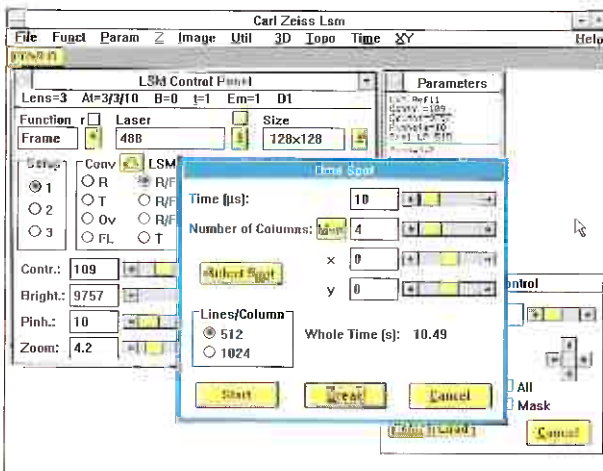 Carl Zeiss Lsm
File Funct Param Z Image Util 3D Topo Time XY Help
LSM Control Panel
Parameters
Lens=3 At=3/3/10 B=0 t=1 Em=1 D1
Function r Laser Size
Frame 488 128x128
Pinhole=10
Setup Conv LSM
1 R R/F
2 T R/F
3 Ov R/F
FL T
Time Spot
Time (µs): 10
Number of Columns: 4
x 0
Select Spot
y 0
Contr.: 109
Bright.: 9757
Pinh.: 10
Zoom: 4.2
Lines/Column
512
1024
Whole Time (s): 10.49
Start Break Cancel
ontrol
All
Mask
Cancel